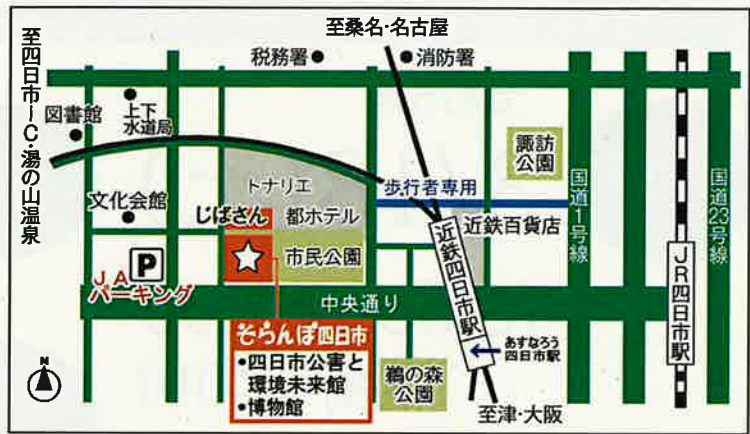 至桑名・名古屋
至四日市IC・湯の山温泉
税務署
消防署
図書館
上下
水道局
諏訪
公園
トナリエ
歩行者専用
国道1号線
国道23号線
文化会館
じばさん
都ホテル
近鉄百貨店
市民公園
近鉄四日市駅
JR四日市駅
P
JA
パーキング
中央通り
そらんぽ四日市
•四日市公害と
環境未来館
•博物館
あすなろう
四日市駅
鵜の森
公園
N
至津・大阪